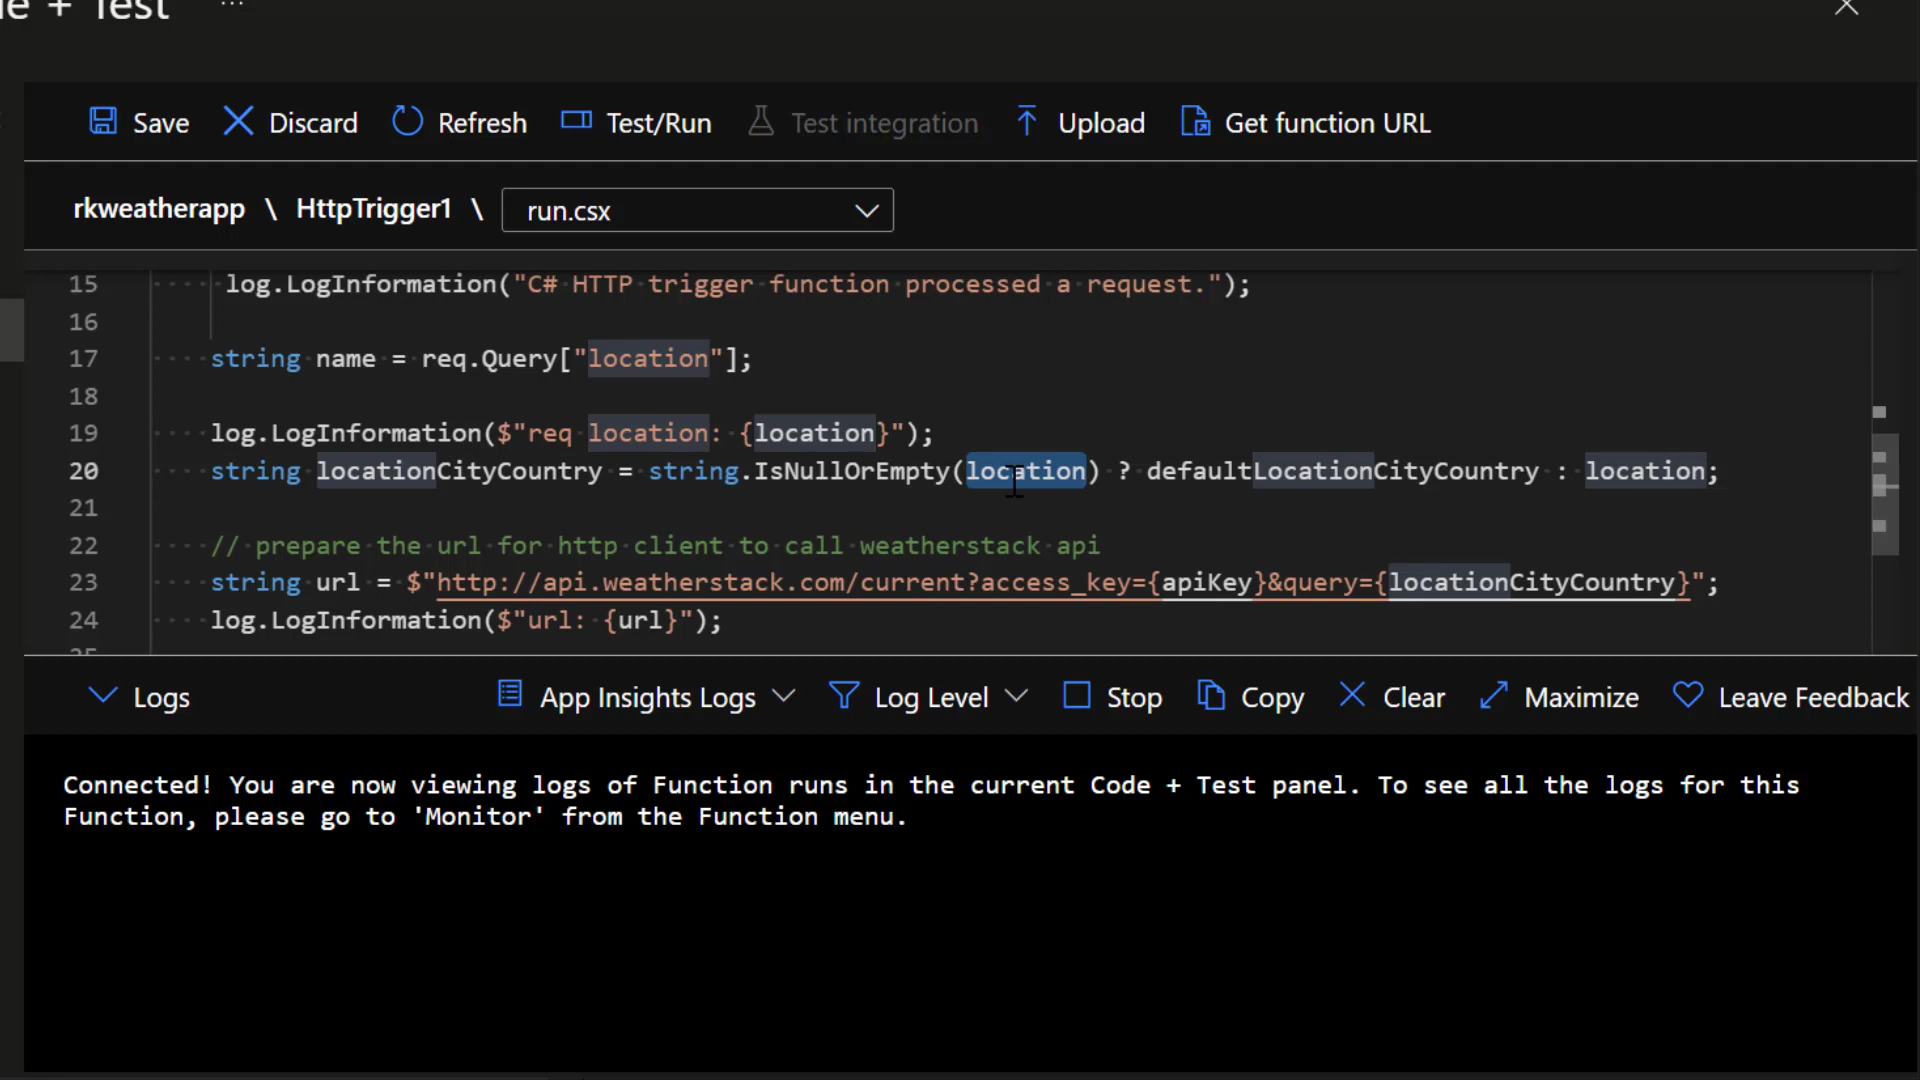 + Test ...
Save Discard Refresh Test/Run Test integration Upload Get function URL
rkweatherapp \ HttpTrigger1 \ run.csx
15 log.LogInformation("C# HTTP trigger function processed a request.");
16
17 string name = req.Query["location"];
18
19 log.LogInformation($"req location: {location}");
20 string locationCityCountry = string.IsNullOrEmpty(location) ? defaultLocationCityCountry : location;
21
22 // prepare the url for http client to call weatherstack api
23 string url = $"http://api.weatherstack.com/current?access_key={apiKey}&query={locationCityCountry}";
24 log.LogInformation($"url: {url}");
Logs App Insights Logs Log Level Stop Copy Clear Maximize Leave Feedback
Connected! You are now viewing logs of Function runs in the current Code + Test panel. To see all the logs for this
Function, please go to 'Monitor' from the Function menu.